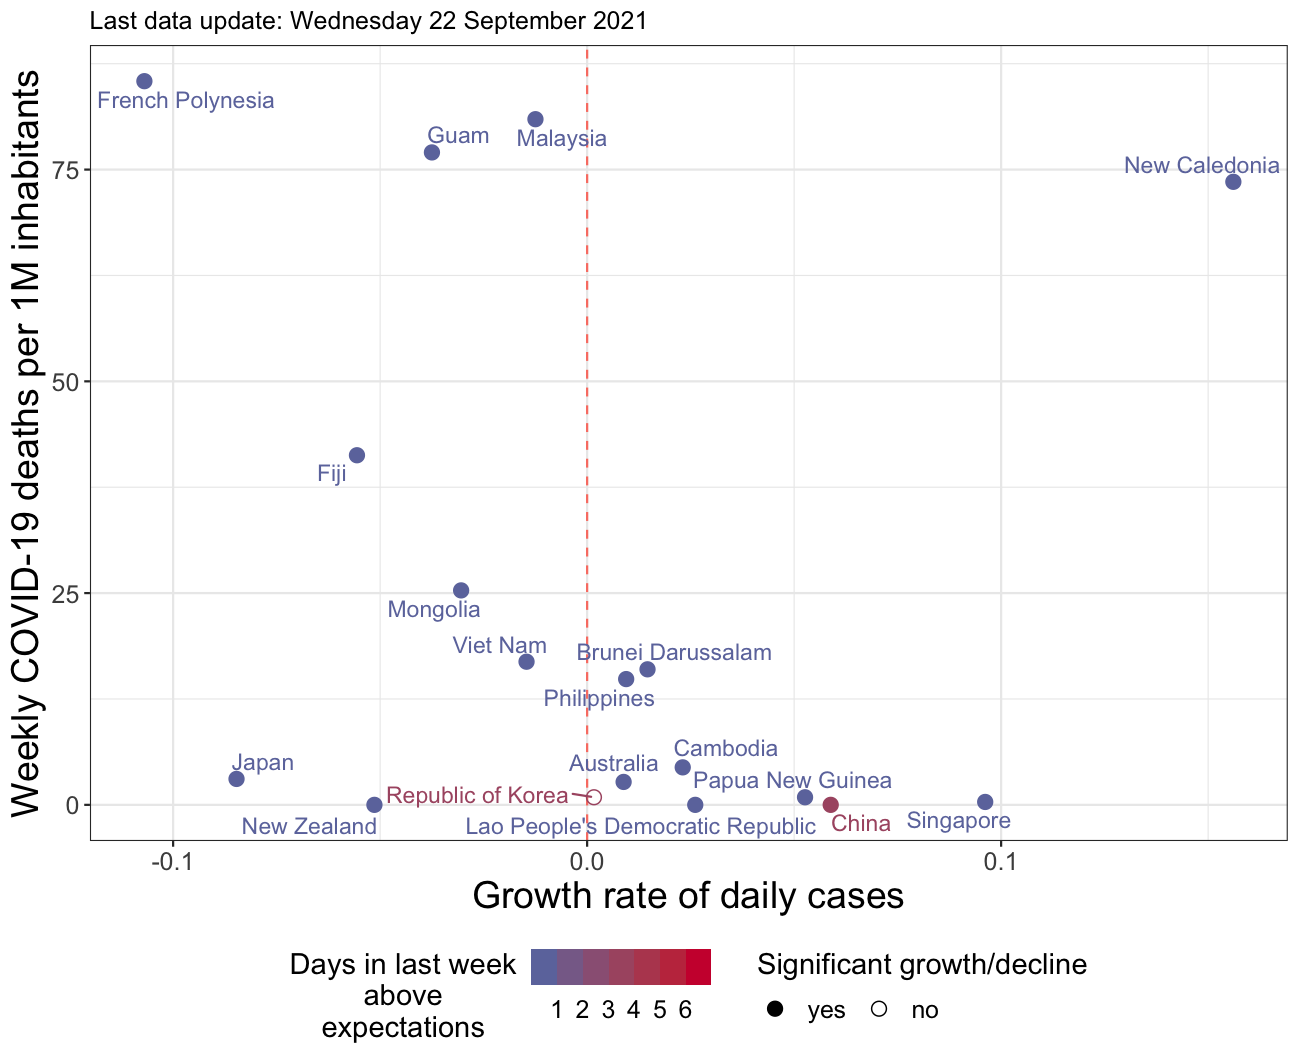 Last data update: Wednesday 22 September 2021
Weekly COVID-19 deaths per 1M inhabitants
75
50
25
0
French Polynesia
Guam
Malaysia
New Caledonia
Fiji
Mongolia
Viet Nam
Brunei Darussalam
Philippines
Japan
Australia
Cambodia
Papua New Guinea
Republic of Korea
New Zealand
Lao People's Democratic Republic
China
Singapore
-0.1
0.0
0.1
Growth rate of daily cases
Days in last week
above
expectations
1 2 3 4 5 6
Significant growth/decline
yes no